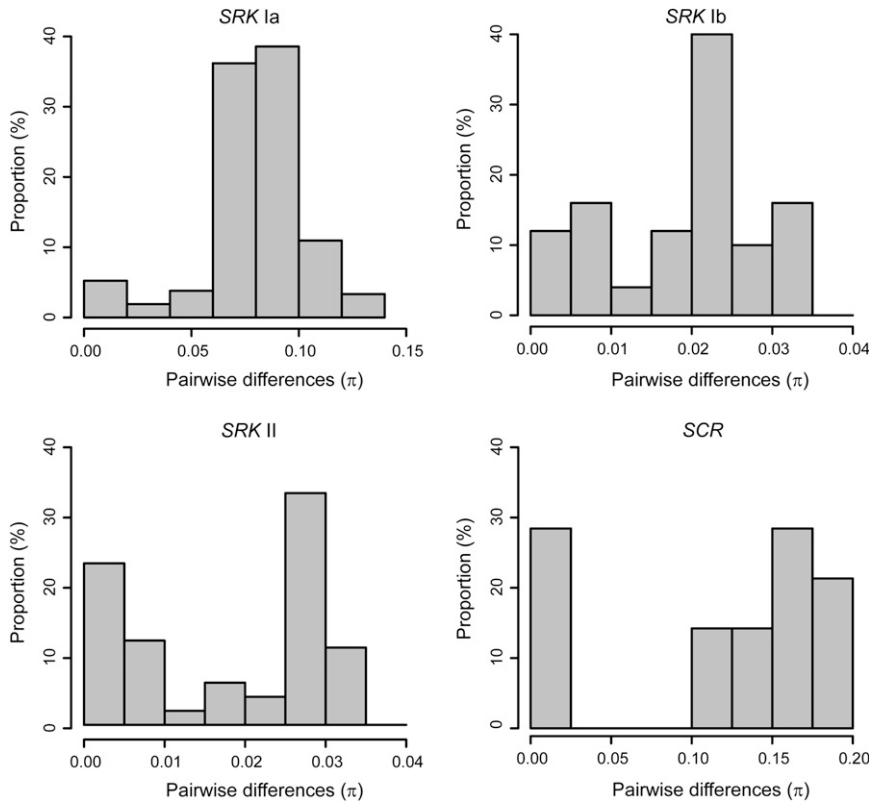 SRK Ia
40
30
20
10
0
Proportion (%)
0.00 0.05 0.10 0.15
Pairwise differences (π)
SRK Ib
40
30
20
10
0
Proportion (%)
0.00 0.01 0.02 0.03 0.04
Pairwise differences (π)
SRK II
40
30
20
10
0
Proportion (%)
0.00 0.01 0.02 0.03 0.04
Pairwise differences (π)
SCR
40
30
20
10
0
Proportion (%)
0.00 0.05 0.10 0.15 0.20
Pairwise differences (π)